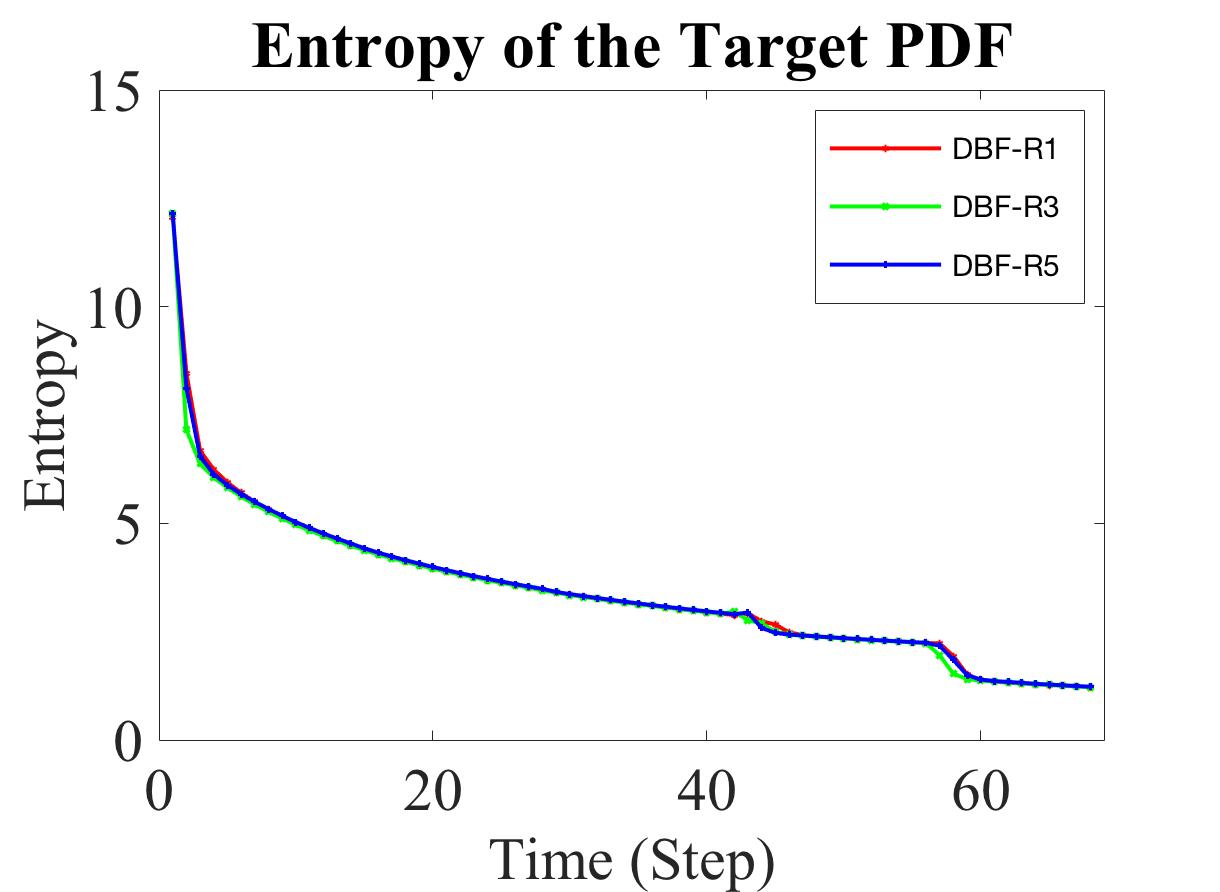 Entropy of the Target PDF
15
10
5
0
Entropy
DBF-R1
DBF-R3
DBF-R5
0 20 40 60
Time (Step)